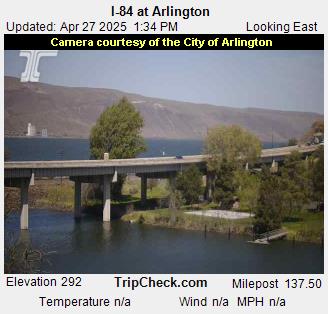 I-84 at Arlington
Updated: Apr 27 2025 1:34 PM Looking East
Camera courtesy of the City of Arlington
Elevation 292 TripCheck.com Milepost 137.50
Temperature n/a Wind n/a MPH n/a